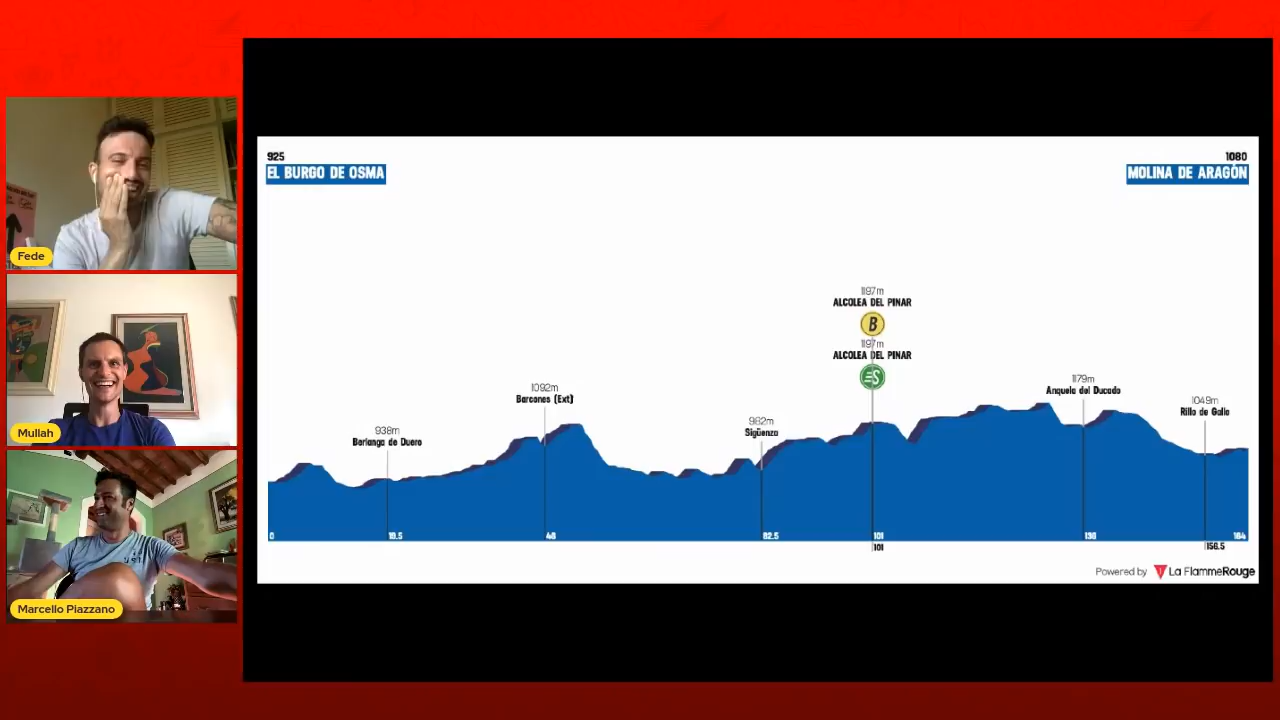 Fede
Mullah
Marcello Piazzano
925
EL BURGO DE OSMA
1080
MOLINA DE ARAGÓN
938m
Berlanga de Duero
1092m
Barcones (Ext)
982m
Sigüenza
1197m
ALCOLEA DEL PINAR
B
1197m
ALCOLEA DEL PINAR
S
1179m
Anquela del Ducado
1049m
Rillo de Gallo
0
19.5
46
82.5
101
136
164
101
156.5
Powered by La FlammeRouge